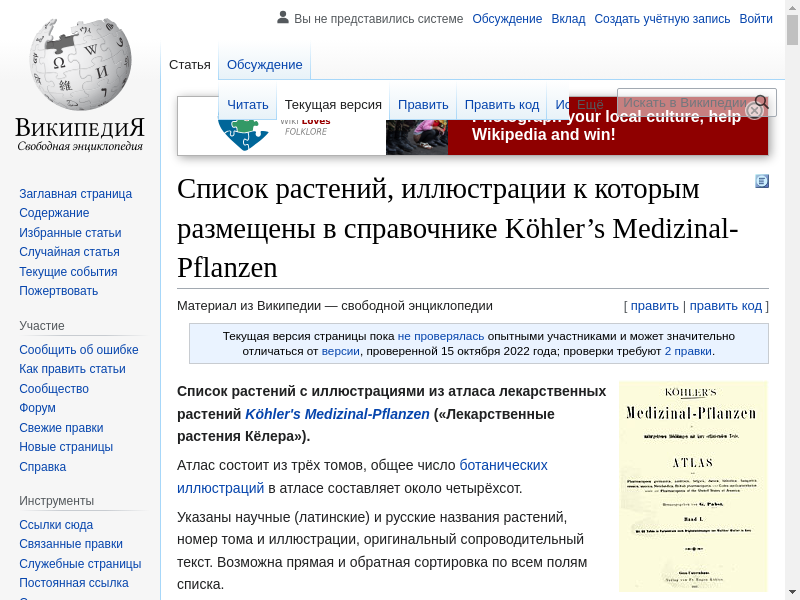 Вы не представились системе Обсуждение Вклад Создать учётную запись Войти
ВикипедиЯ
Свободная энциклопедия
Статья Обсуждение
Читать Текущая версия Править Править код Ис Ещё Искать в Википедии
Wiki Loves
FOLKLORE
Photograph your local culture, help
Wikipedia and win!
Заглавная страница
Содержание
Избранные статьи
Случайная статья
Текущие события
Пожертвовать
Участие
Сообщить об ошибке
Как править статьи
Сообщество
Форум
Свежие правки
Новые страницы
Справка
Инструменты
Ссылки сюда
Связанные правки
Служебные страницы
Постоянная ссылка
Список растений, иллюстрации к которым
размещены в справочнике Köhler’s Medizinal-
Pflanzen
Материал из Википедии — свободной энциклопедии [ править | править код ]
Текущая версия страницы пока не проверялась опытными участниками и может значительно
отличаться от версии, проверенной 15 октября 2022 года; проверки требуют 2 правки.
Список растений с иллюстрациями из атласа лекарственных
растений Köhler's Medizinal-Pflanzen («Лекарственные
растения Кёлера»).
Атлас состоит из трёх томов, общее число ботанических
иллюстраций в атласе составляет около четырёхсот.
Указаны научные (латинские) и русские названия растений,
номер тома и иллюстрации, оригинальный сопроводительный
текст. Возможна прямая и обратная сортировка по всем полям
списка.
KÖHLER'S
Medizinal-Pflanzen
ATLAS
G. Pabst.
Band I.